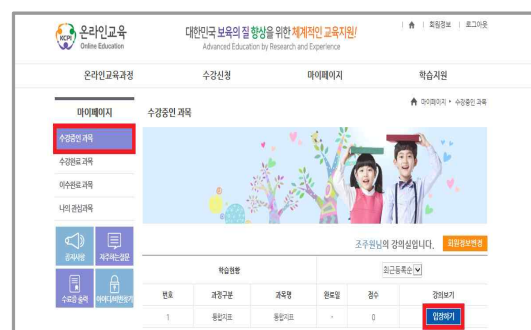 KCPI 온라인교육
Online Education
대한민국 보육의 질 향상을 위한 체계적인 교육지원!
Advanced Education by Research and Experience
| 회원정보 | 로그아웃
온라인교육과정 수강신청 마이페이지 학습지원
마이페이지
수강중인 과목
수강완료 과목
이수완료 과목
나의 관심과목
공지사항 자주하는질문
수료증 출력 아이디/비번찾기
수강중인 과목
마이페이지 • 수강중인 과목
조주원님의 강의실입니다. 회원정보변경
학습현황 최근등록순
번호 과정구분 과목명 완료일 점수 강의보기
1 통합지표 통합지표 - 0 입장하기